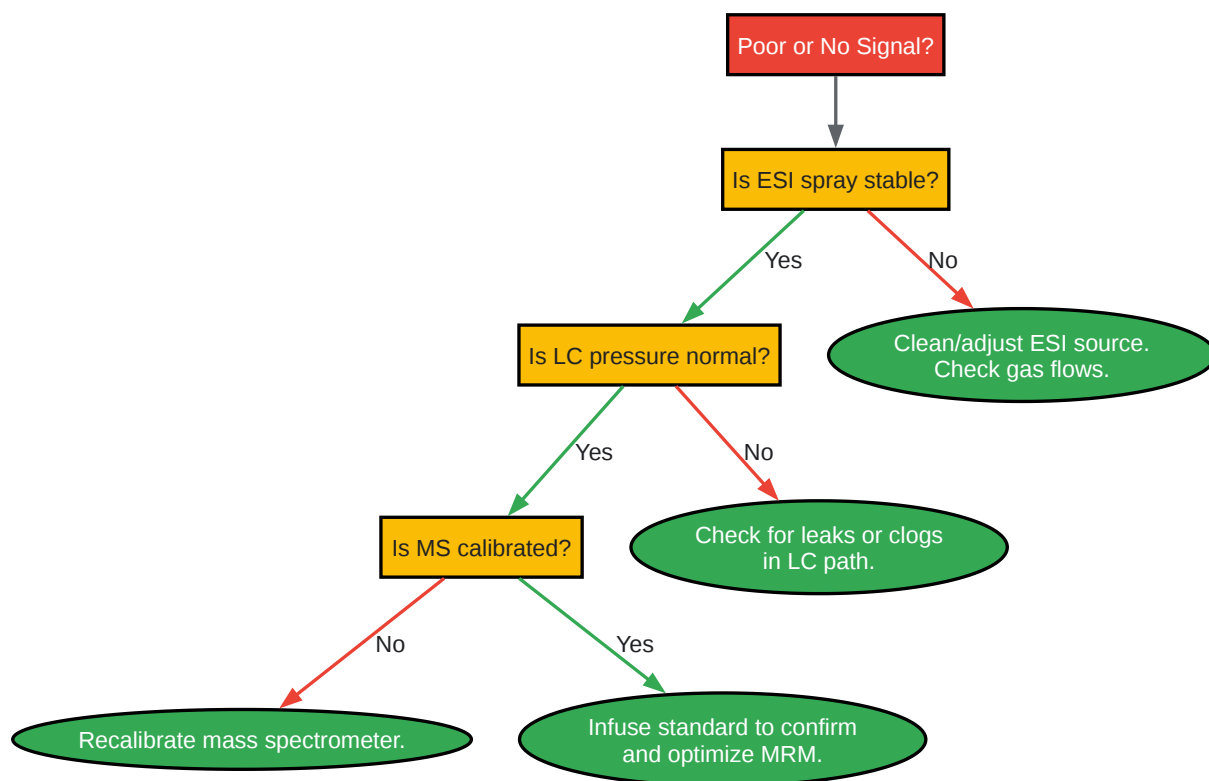 Poor or No Signal?
Is ESI spray stable?
Yes
No
Is LC pressure normal?
Clean/adjust ESI source.
Check gas flows.
Yes
No
Is MS calibrated?
Check for leaks or clogs
in LC path.
No
Yes
Recalibrate mass spectrometer.
Infuse standard to confirm
and optimize MRM.